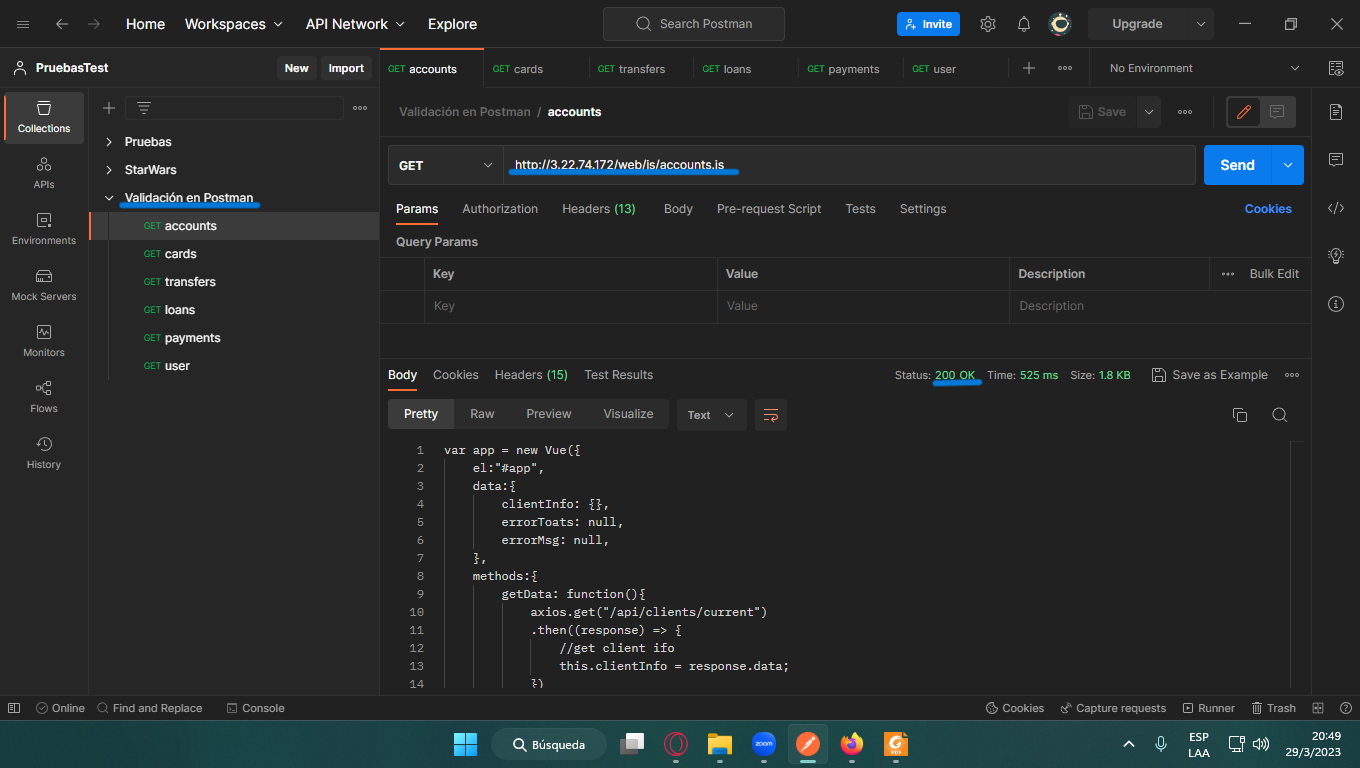 Home Workspaces API Network Explore Search Postman Invite Upgrade
PruebasTest New Import
GET accounts GET cards GET transfers GET loans GET payments GET user No Environment
Validación en Postman / accounts Save
GET http://3.22.74.172/web/js/accounts.js Send
Params Authorization Headers (13) Body Pre-request Script Tests Settings Cookies
Query Params
Key Value Description Bulk Edit
Key Value Description
Collections
APIs
Environments
Mock Servers
Monitors
Flows
History
Pruebas
StarWars
Validación en Postman
GET accounts
GET cards
GET transfers
GET loans
GET payments
GET user
Body Cookies Headers (15) Test Results Status: 200 OK Time: 525 ms Size: 1.8 KB Save as Example
Pretty Raw Preview Visualize Text
1 var app = new Vue({
2 el:"#app",
3 data:{
4 clientInfo: {},
5 errorToats: null,
6 errorMsg: null,
7 },
8 methods:{
9 getData: function(){
10 axios.get("/api/clients/current")
11 .then((response) => {
12 //get client ifo
13 this.clientInfo = response.data;
14 })
Online Find and Replace Console Cookies Capture requests Runner Trash
Búsqueda zoom PDF ESP LAA 20:49 29/3/2023